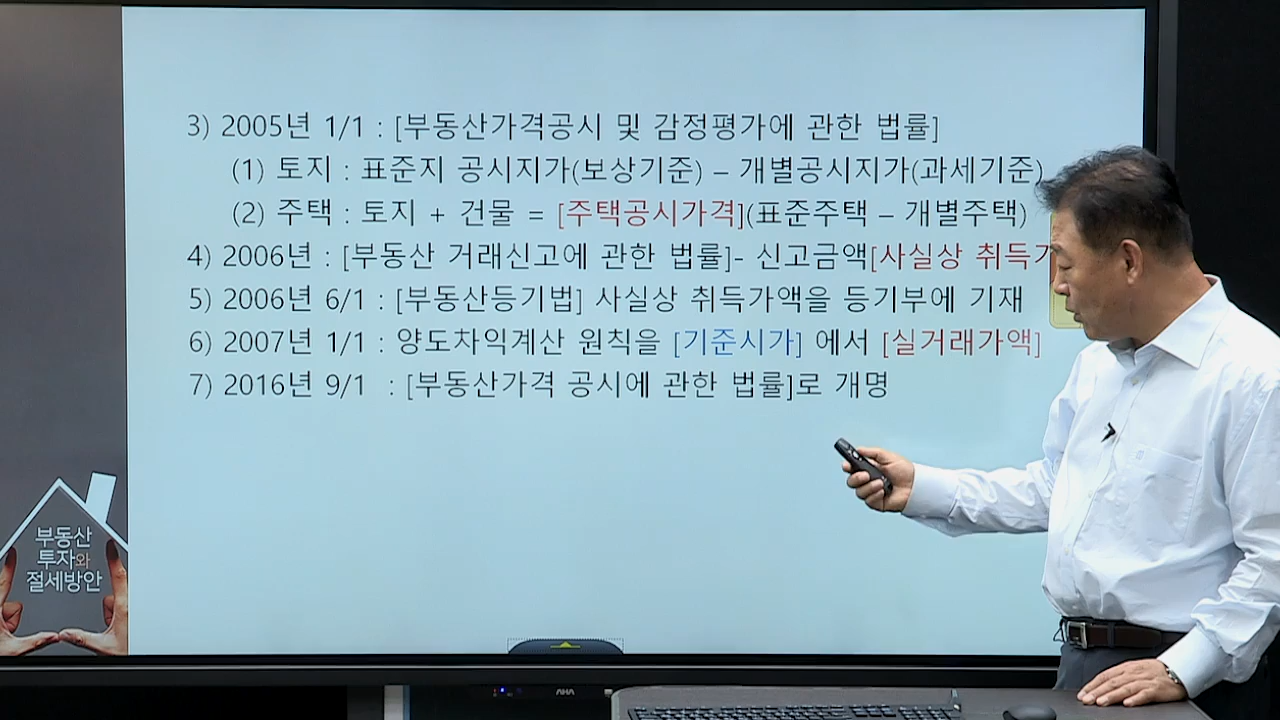 3) 2005년 1/1 : [부동산가격공시 및 감정평가에 관한 법률]
(1) 토지 : 표준지 공시지가(보상기준) – 개별공시지가(과세기준)
(2) 주택 : 토지 + 건물 = [주택공시가격](표준주택 – 개별주택)
4) 2006년 : [부동산 거래신고에 관한 법률]- 신고금액[사실상 취득가
5) 2006년 6/1 : [부동산등기법] 사실상 취득가액을 등기부에 기재
6) 2007년 1/1 : 양도차익계산 원칙을 [기준시가] 에서 [실거래가액]
7) 2016년 9/1 : [부동산가격 공시에 관한 법률]로 개명
부동산
투자와
절세방안
AHA